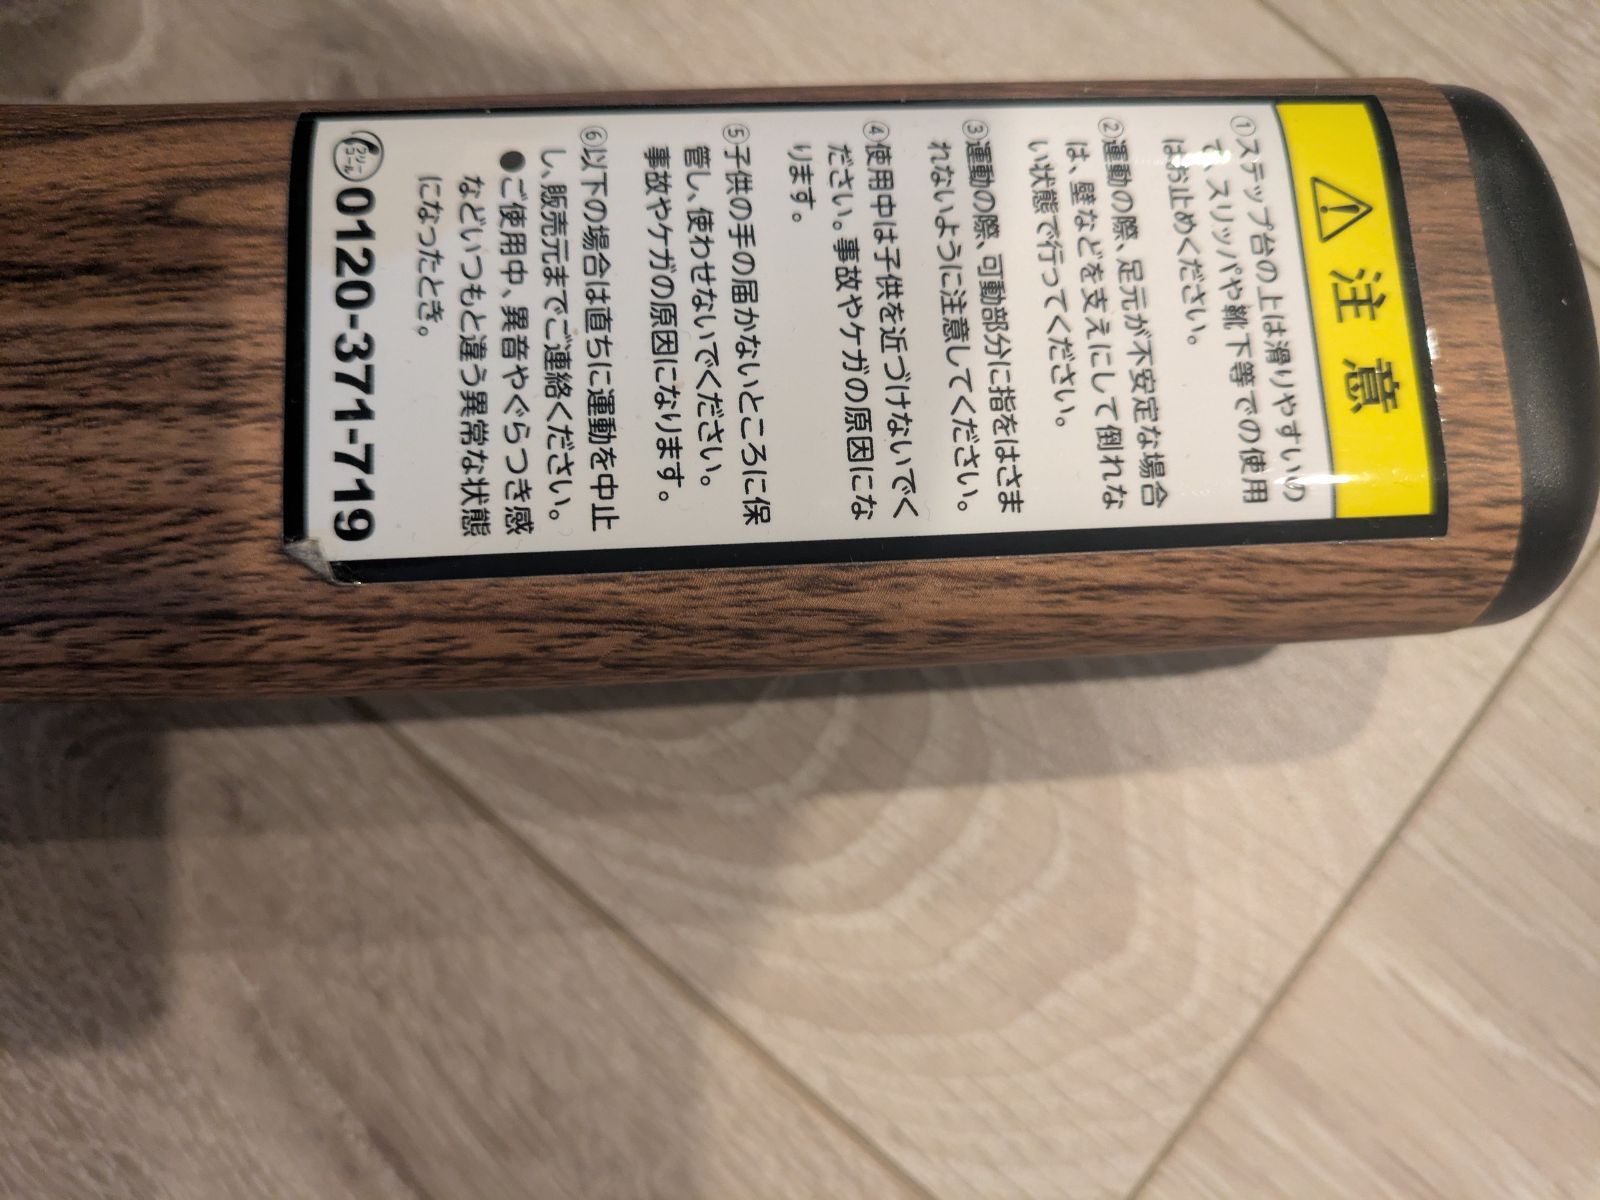 注意
①ステップ台の上は滑りやすいの
で、スリッパや靴下等での使用
はお止めください。
②運動の際、足元が不安定な場合
は、壁などを支えにして倒れな
い状態で行ってください。
③運動の際、可動部分に指をはさま
れないように注意してください。
④使用中は子供を近づけないでく
ださい。事故やケガの原因にな
ります。
⑤子供の手の届かないところに保
管し、使わせないでください。
事故やケガの原因になります。
⑥以下の場合は直ちに運動を中止
し、販売元までご連絡ください。
●ご使用中、異音やぐらつき感
などいつもと違う異常な状態
になったとき。
フリーコール 0120-371-719